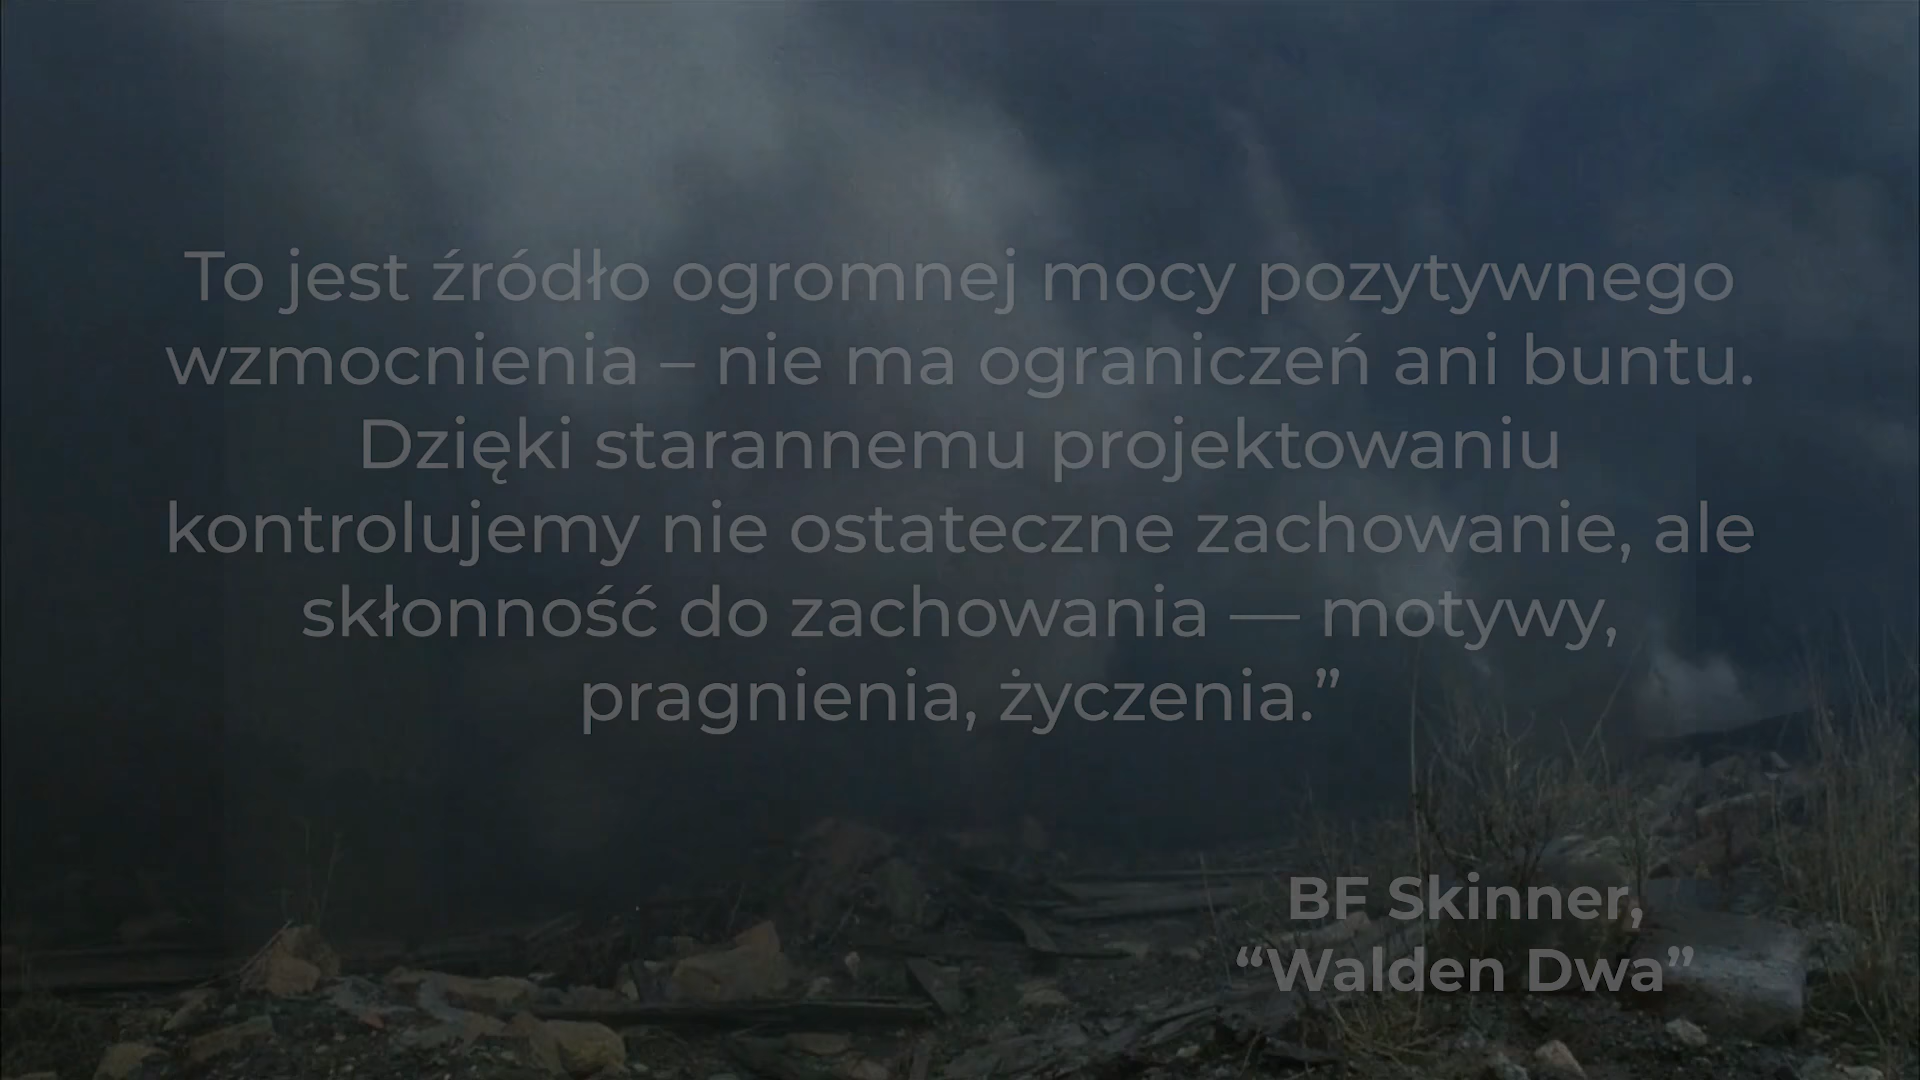 To jest źródło ogromnej mocy pozytywnego
wzmocnienia – nie ma ograniczeń ani buntu.
Dzięki starannemu projektowaniu
kontrolujemy nie ostateczne zachowanie, ale
skłonność do zachowania — motywy,
pragnienia, życzenia.”
BF Skinner,
“Walden Dwa”